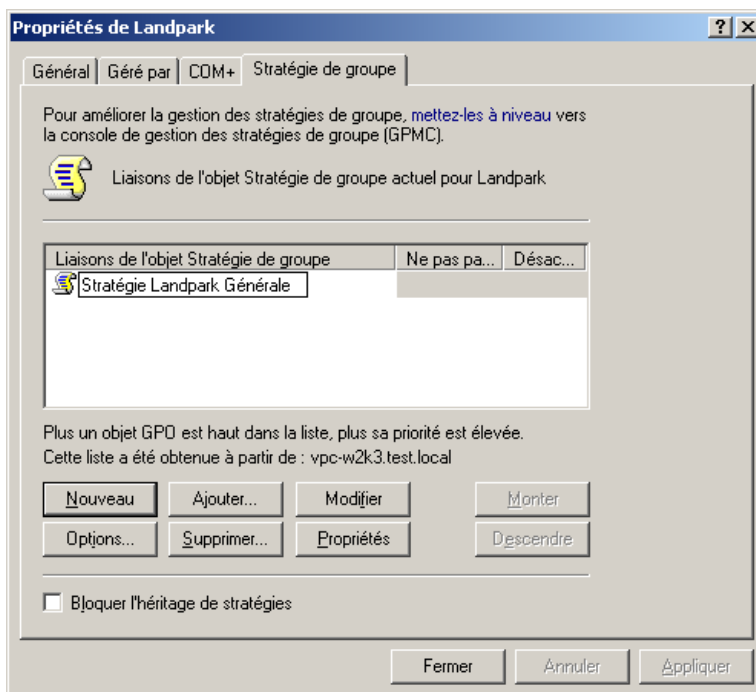 Propriétés de Landpark
Général Géré par COM+ Stratégie de groupe
Pour améliorer la gestion des stratégies de groupe, mettez-les à niveau vers
la console de gestion des stratégies de groupe (GPMC).
Liaisons de l'objet Stratégie de groupe actuel pour Landpark
Liaisons de l'objet Stratégie de groupe Ne pas pa... Désac...
Stratégie Landpark Générale
Plus un objet GPO est haut dans la liste, plus sa priorité est élevée.
Cette liste a été obtenue à partir de : vpc-w2k3.test.local
Nouveau Ajouter... Modifier Monter
Options... Supprimer... Propriétés Descendre
Bloquer l'héritage de stratégies
Fermer Annuler Appliquer